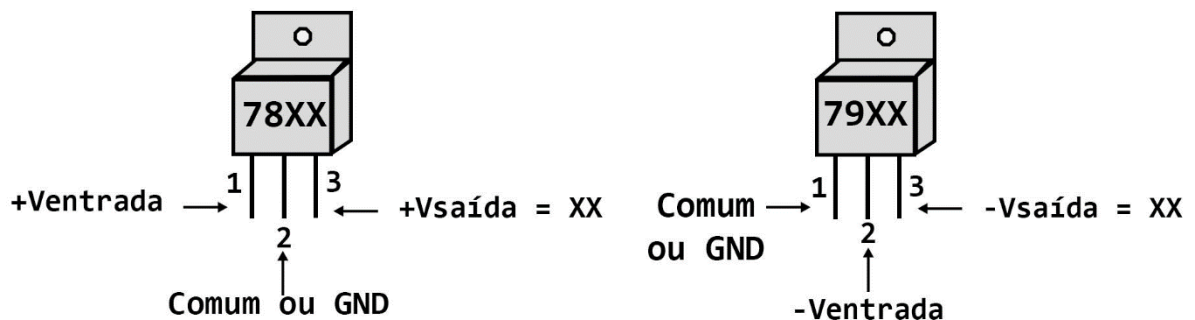 78XX
1
3
+Ventrada
+Vsaída = XX
2
Comum ou GND
79XX
1
3
Comum
ou GND
-Vsaída = XX
2
-Ventrada